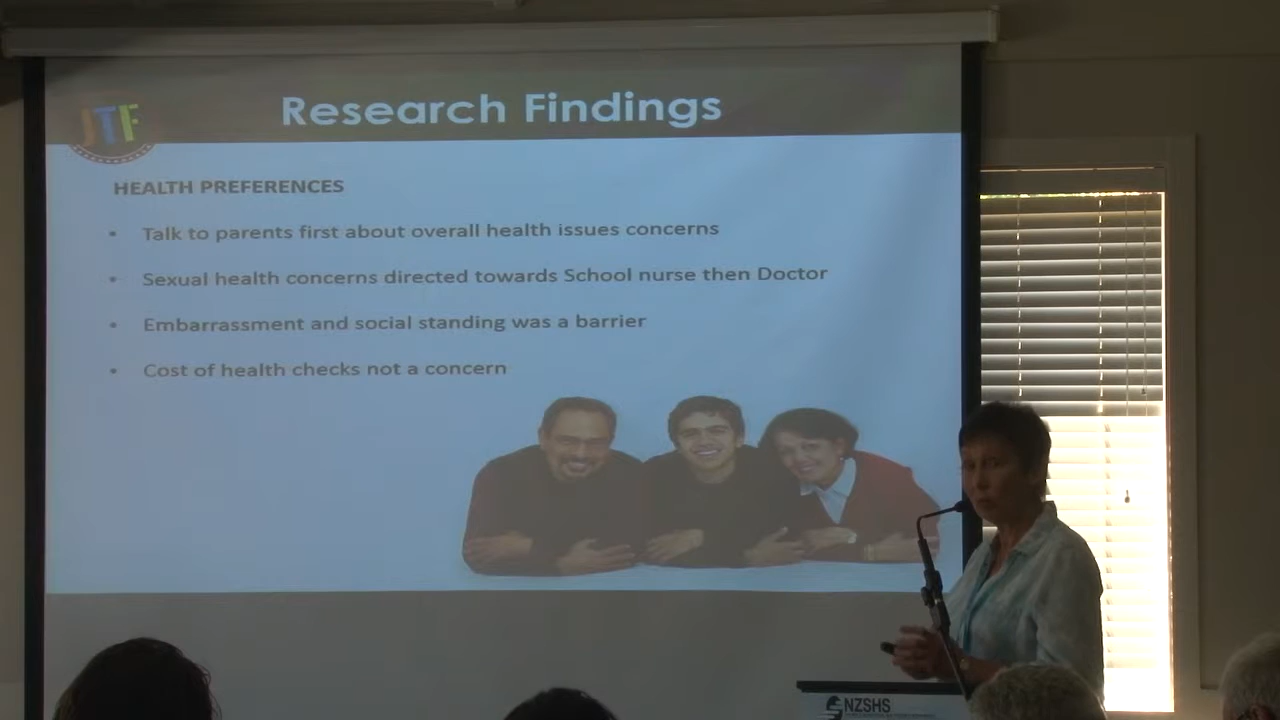 JTF
Research Findings
HEALTH PREFERENCES
• Talk to parents first about overall health issues concerns
• Sexual health concerns directed towards School nurse then Doctor
• Embarrassment and social standing was a barrier
• Cost of health checks not a concern
NZSHS